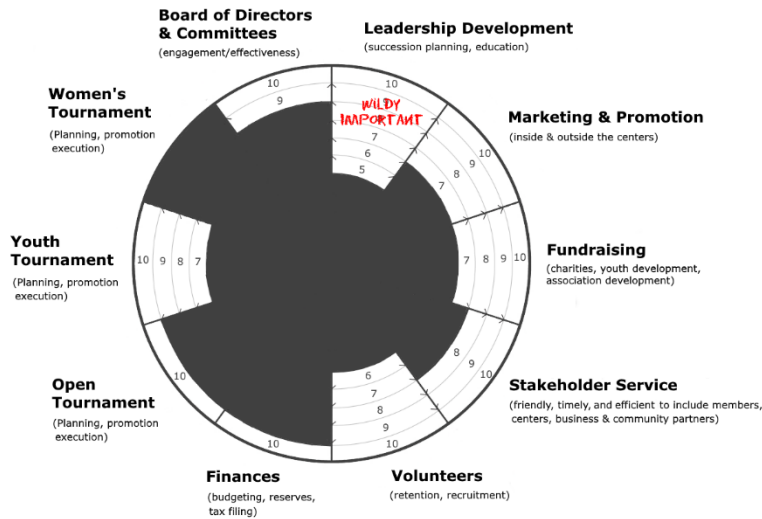 Board of Directors
& Committees
(engagement/effectiveness)
Leadership Development
(succession planning, education)
10
10
9
WILDY
IMPORTANT
7
6
5
Women's
Tournament
(Planning, promotion
execution)
Marketing & Promotion
(inside & outside the centers)
10
9
8
7
Youth
Tournament
(Planning, promotion
execution)
10
9
8
7
Fundraising
(charities, youth development,
association development)
7
8
9
10
Stakeholder Service
(friendly, timely, and efficient to include members,
centers, business & community partners)
8
9
10
Open
Tournament
(Planning, promotion
execution)
10
Finances
(budgeting, reserves,
tax filing)
10
Volunteers
(retention, recruitment)
6
7
8
9
10